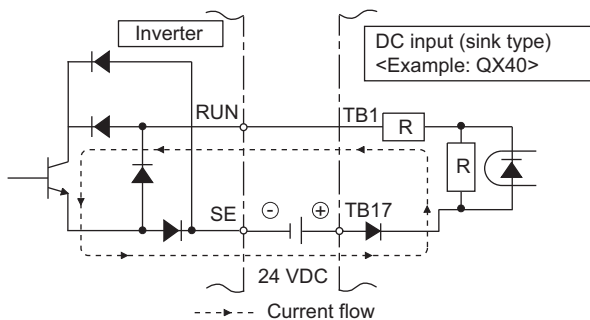 Inverter
DC input (sink type)
<Example: QX40>
RUN
TB1
R
R
SE
⊖
⊕
TB17
24 VDC
Current flow